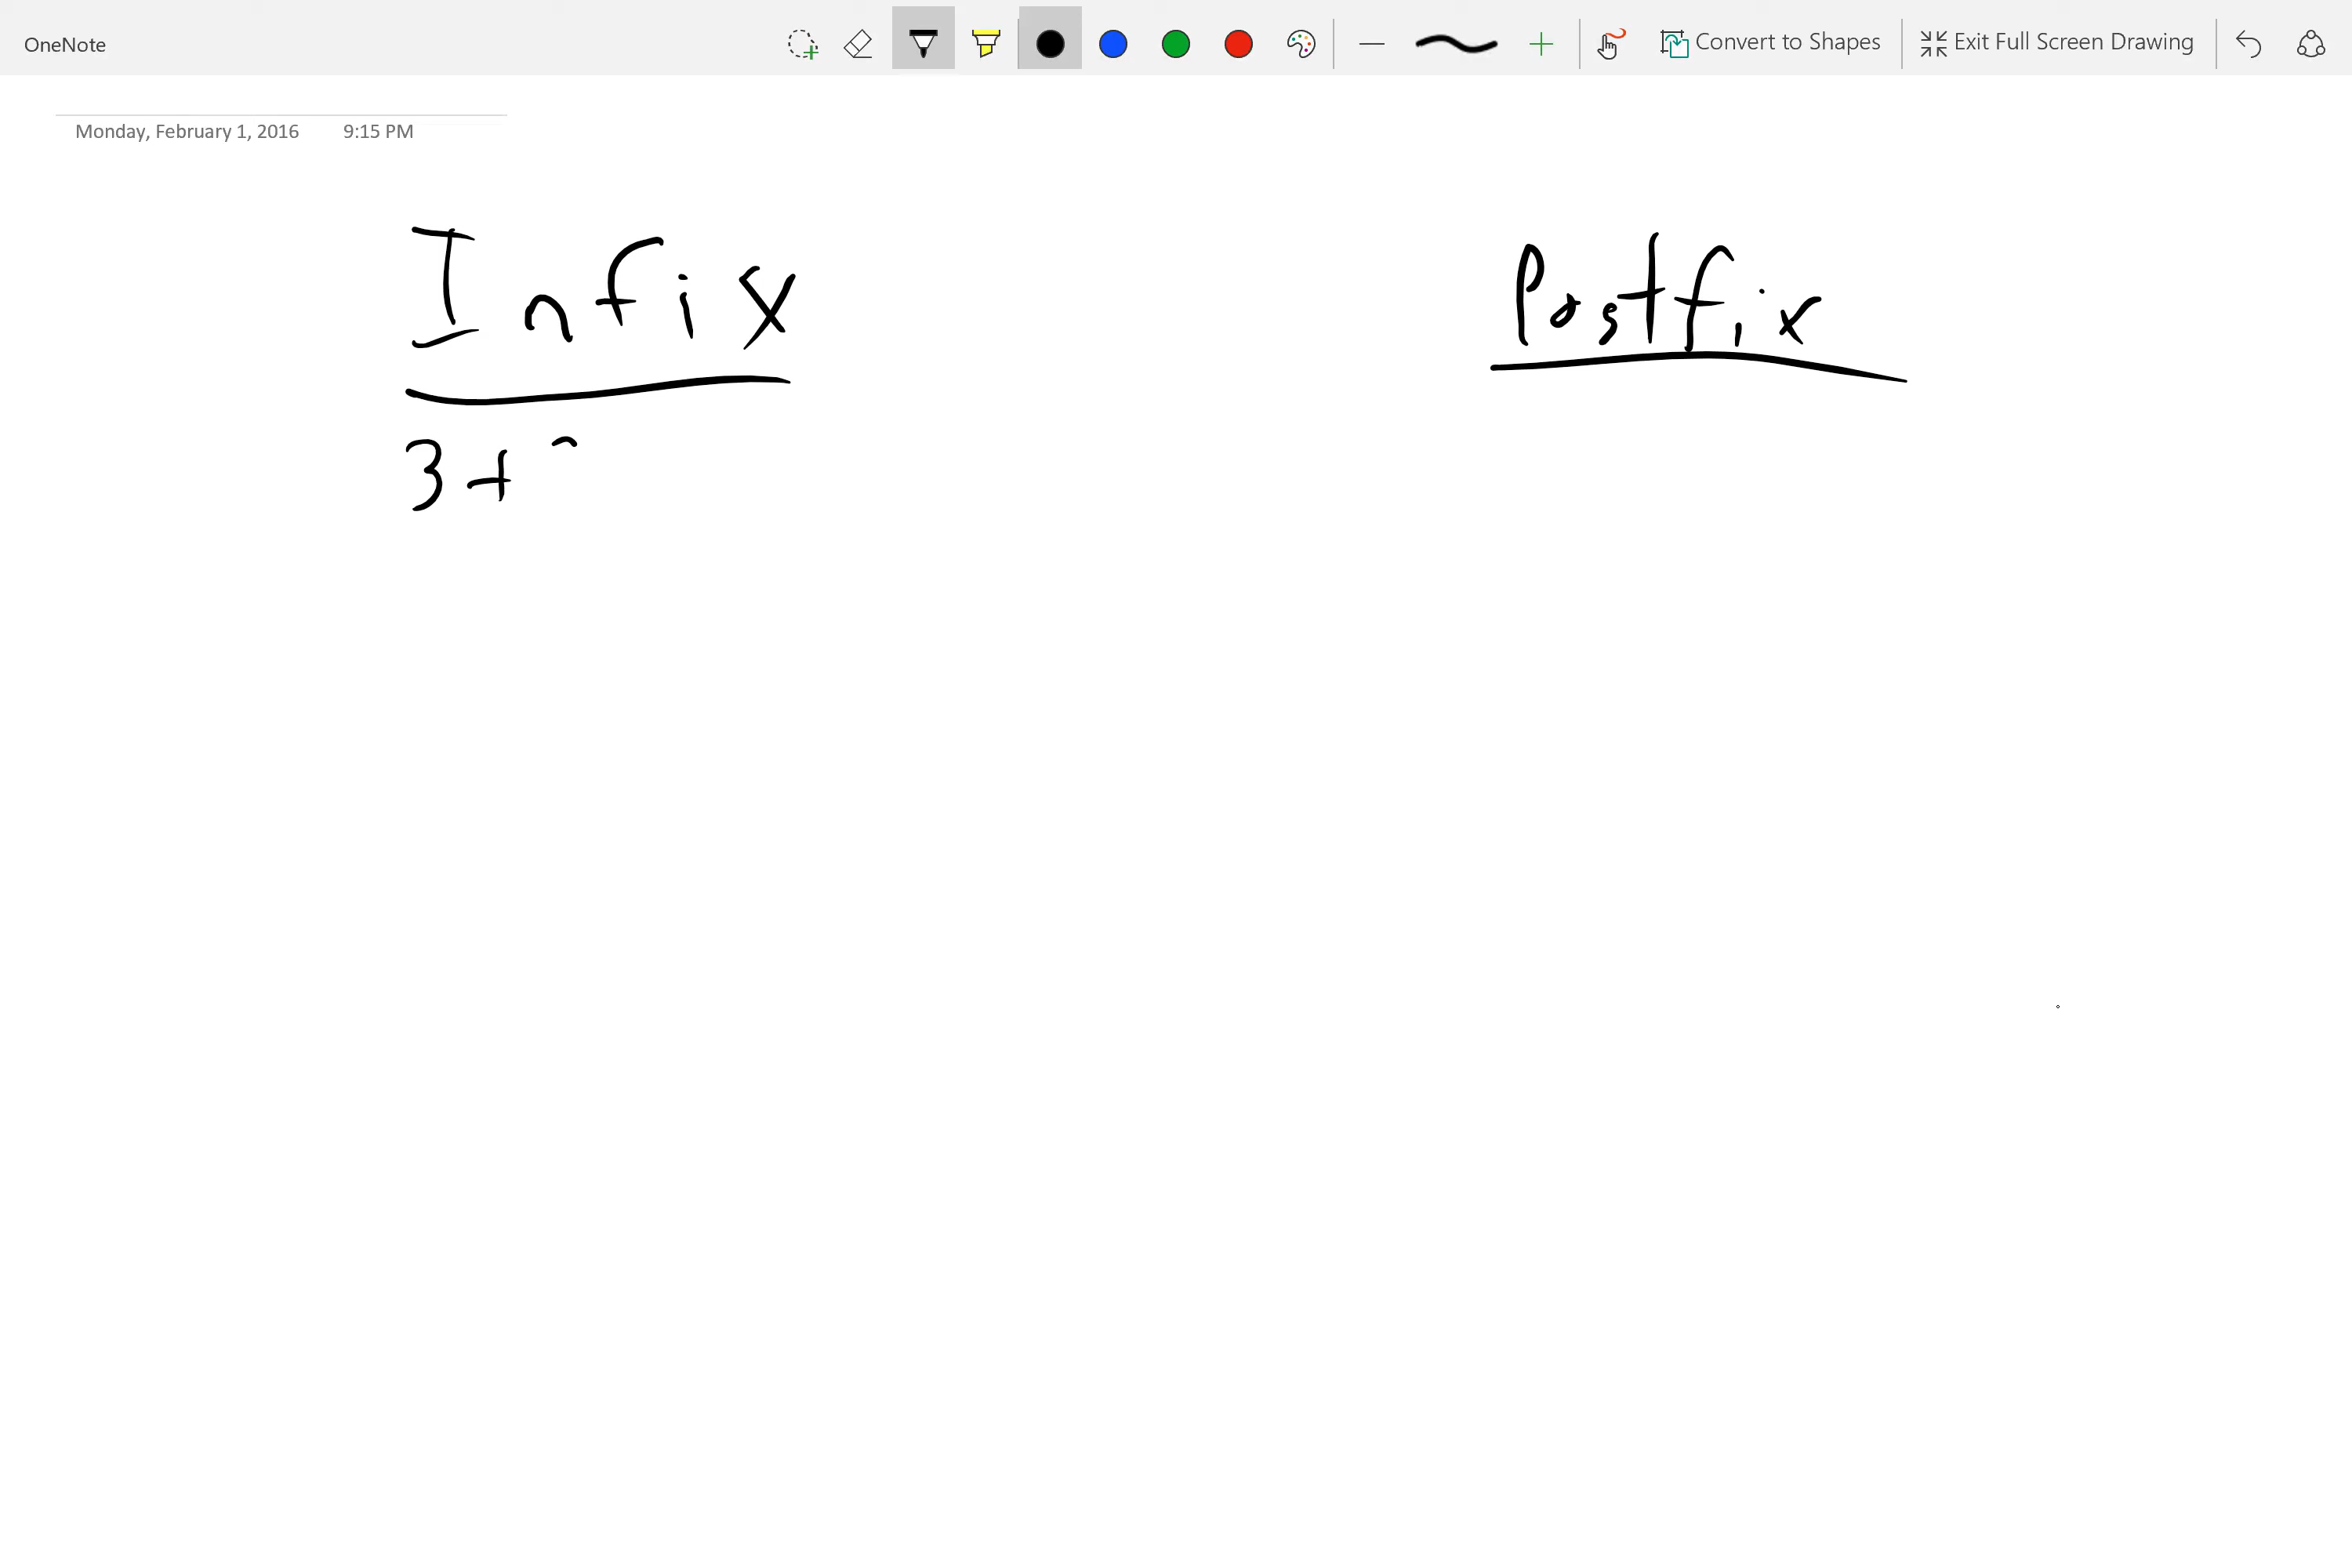 OneNote
Convert to Shapes
Exit Full Screen Drawing
Monday, February 1, 2016 9:15 PM
Infix
Postfix
3+